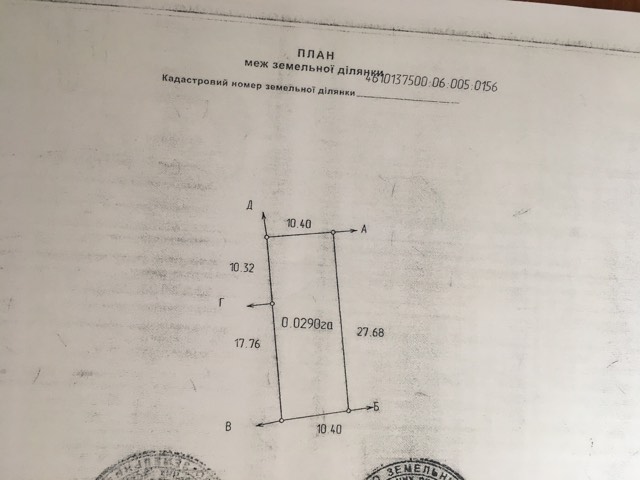 ПЛАН
меж земельної ділянки
Кадастровий номер земельної ділянки 4610137500:06:005:0156
Д
10.40
А
10.32
Г
0.0290га
17.76
27.68
Б
В
10.40
О ЗЕМЕЛЬН